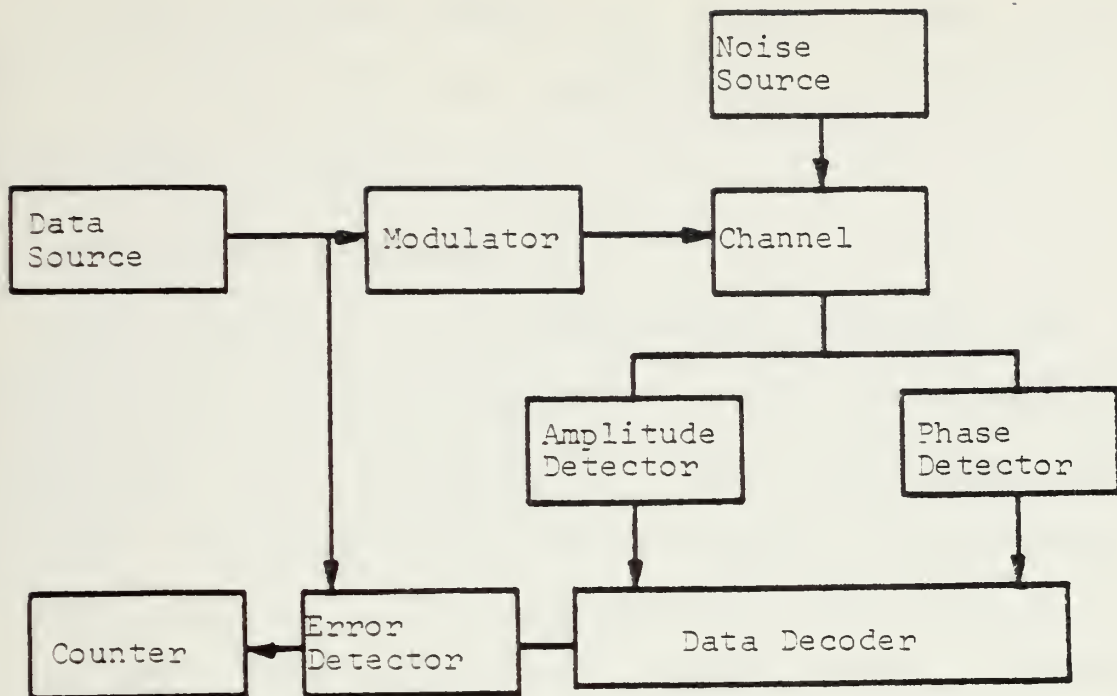 Noise
Source
Data
Source
Modulator
Channel
Amplitude
Detector
Phase
Detector
Counter
Error
Detector
Data Decoder